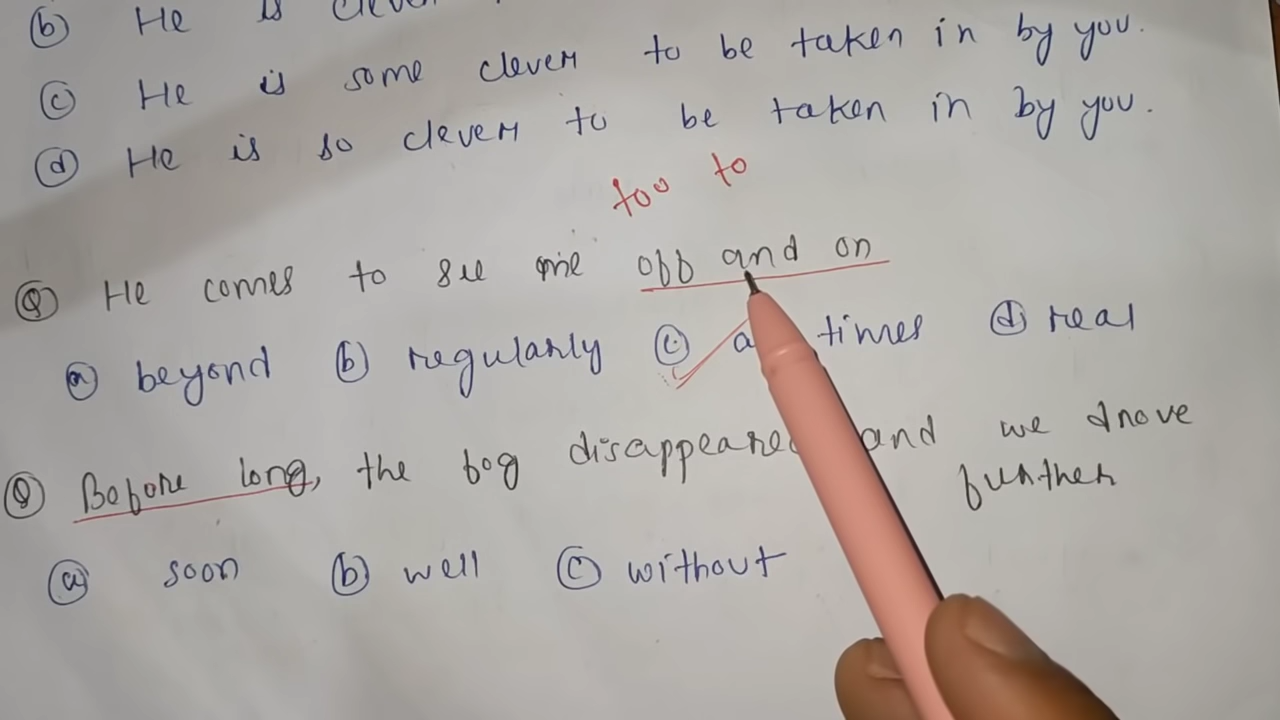 (b) He is clever
(c) He is some clever to be taken in by you.
(d) He is so clever to be taken in by you.
too to
(Q) He comes to see me off and on
(a) beyond (b) regularly (c) a times (d) real
(Q) Before long, the fog disappeared and we drove
further
(a) soon (b) well (c) without